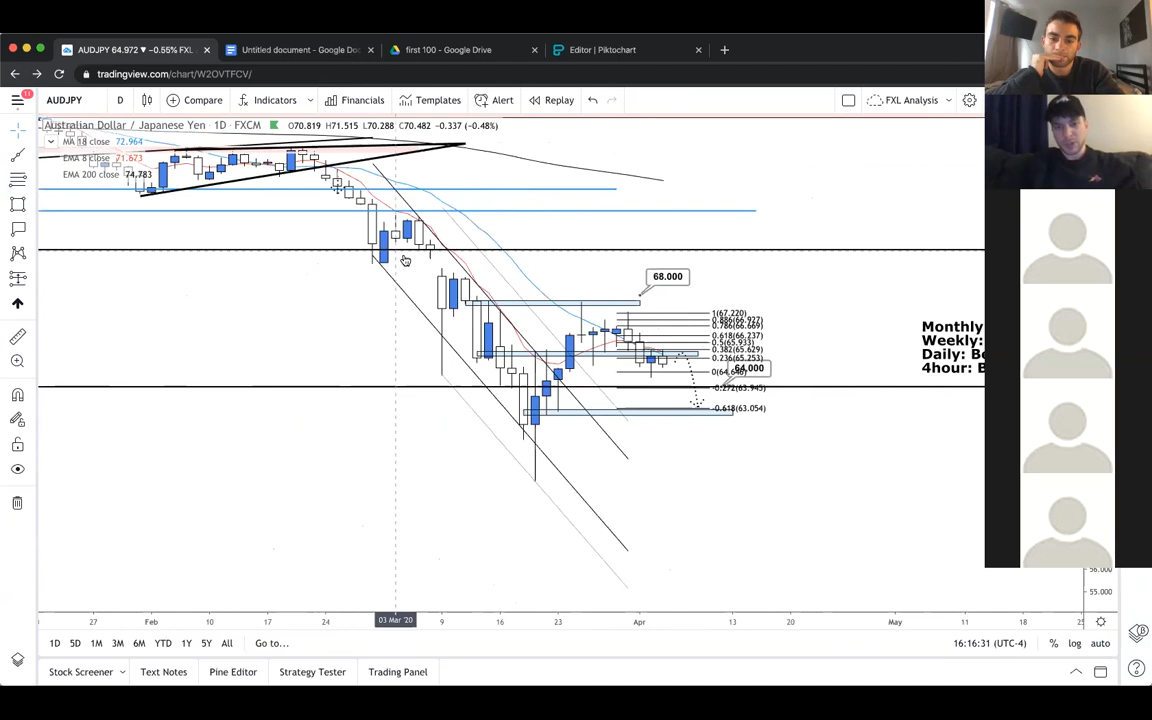 AUDJPY 64.972 ▼ −0.55% FXL
Untitled document - Google Doc
first 100 - Google Drive
Editor | Piktochart
tradingview.com/chart/W2OVTFCV/
11
AUDJPY
D
Compare
Indicators
Financials
Templates
Alert
Replay
FXL Analysis
Australian Dollar / Japanese Yen · 1D · FXCM
O70.819 H71.515 L70.288 C70.482 −0.337 (−0.48%)
MA 18 close 72.964
EMA 8 close 71.673
EMA 200 close 74.783
68.000
1(67.220)
0.886(66.927)
0.786(66.669)
0.618(66.237)
0.5(65.933)
0.382(65.629)
0.236(65.253)
64.000
-0.272(63.945)
-0.618(63.054)
Monthly
Weekly:
Daily: Be
4hour: B
56.000
55.000
27
Feb
10
17
24
03 Mar '20
9
16
23
Apr
13
20
May
11
18
1D 5D 1M 3M 6M YTD 1Y 5Y All Go to...
16:16:31 (UTC-4)
% log auto
Stock Screener
Text Notes
Pine Editor
Strategy Tester
Trading Panel